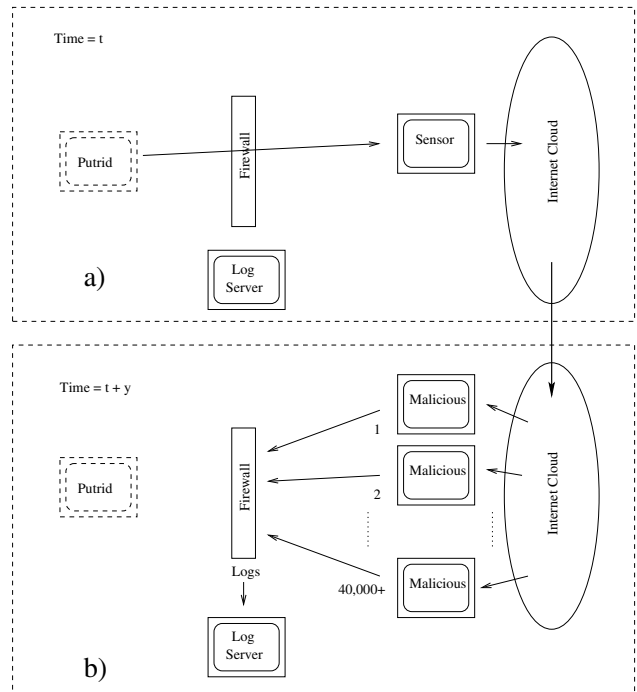 Time = t
Putrid
Firewall
Sensor
Internet Cloud
Log
Server
a)
Time = t + y
Putrid
Firewall
Malicious
1
Malicious
2
Internet Cloud
Malicious
40,000+
Logs
Log
Server
b)